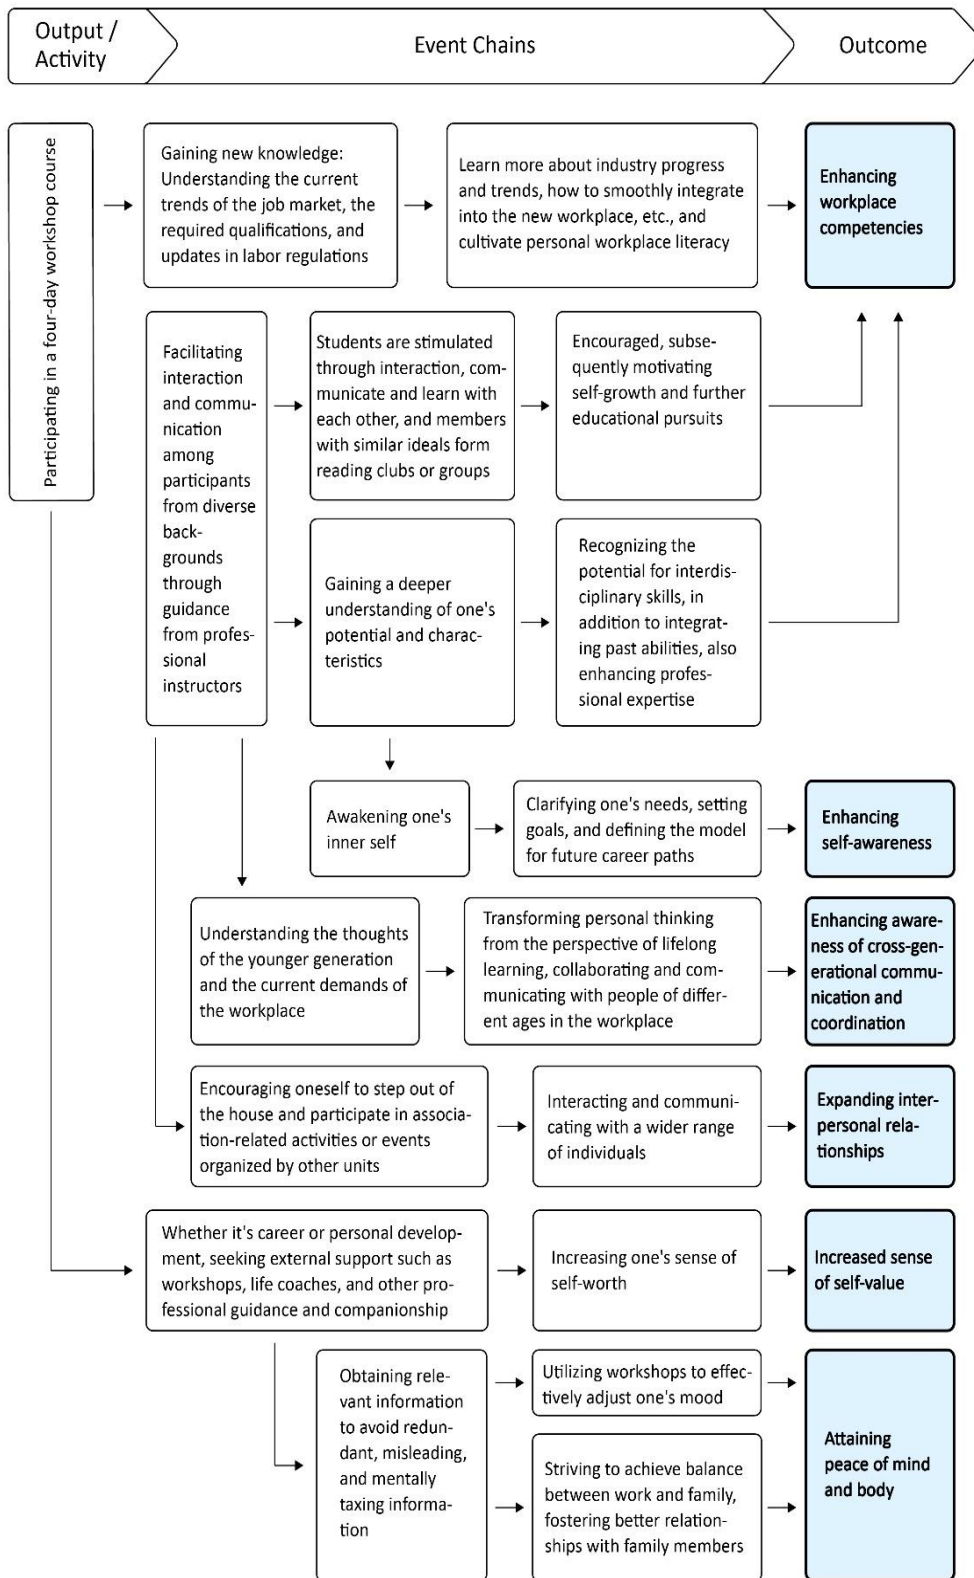 Output /
Activity
Event Chains
Outcome
Participating in a four-day workshop course
Gaining new knowledge:
Understanding the current
trends of the job market, the
required qualifications, and
updates in labor regulations
Learn more about industry progress
and trends, how to smoothly integrate
into the new workplace, etc., and
cultivate personal workplace literacy
Enhancing
workplace
competencies
Facilitating
interaction
and commu-
nication
among
participants
from diverse
back-
grounds
through
guidance
from profes-
sional
instructors
Students are stimulated
through interaction, com-
municate and learn with
each other, and members
with similar ideals form
reading clubs or groups
Encouraged, subse-
quently motivating
self-growth and further
educational pursuits
Gaining a deeper
understanding of one's
potential and charac-
teristics
Recognizing the
potential for interdis-
ciplinary skills, in
addition to integrat-
ing past abilities, also
enhancing profes-
sional expertise
Awakening one's
inner self
Clarifying one's needs, setting
goals, and defining the model
for future career paths
Enhancing
self-awareness
Understanding the thoughts
of the younger generation
and the current demands of
the workplace
Transforming personal thinking
from the perspective of lifelong
learning, collaborating and com-
municating with people of differ-
ent ages in the workplace
Enhancing aware-
ness of cross-gen-
erational commu-
nication and
coordination
Encouraging oneself to step out of
the house and participate in associa-
tion-related activities or events
organized by other units
Interacting and communi-
cating with a wider range
of individuals
Expanding inter-
personal rela-
tionships
Whether it's career or personal develop-
ment, seeking external support such as
workshops, life coaches, and other pro-
fessional guidance and companionship
Increasing one's sense of
self-worth
Increased sense
of self-value
Obtaining rele-
vant information
to avoid redun-
dant, misleading,
and mentally
taxing informa-
tion
Utilizing workshops to effec-
tively adjust one's mood
Striving to achieve balance
between work and family,
fostering better relation-
ships with family members
Attaining
peace of mind
and body